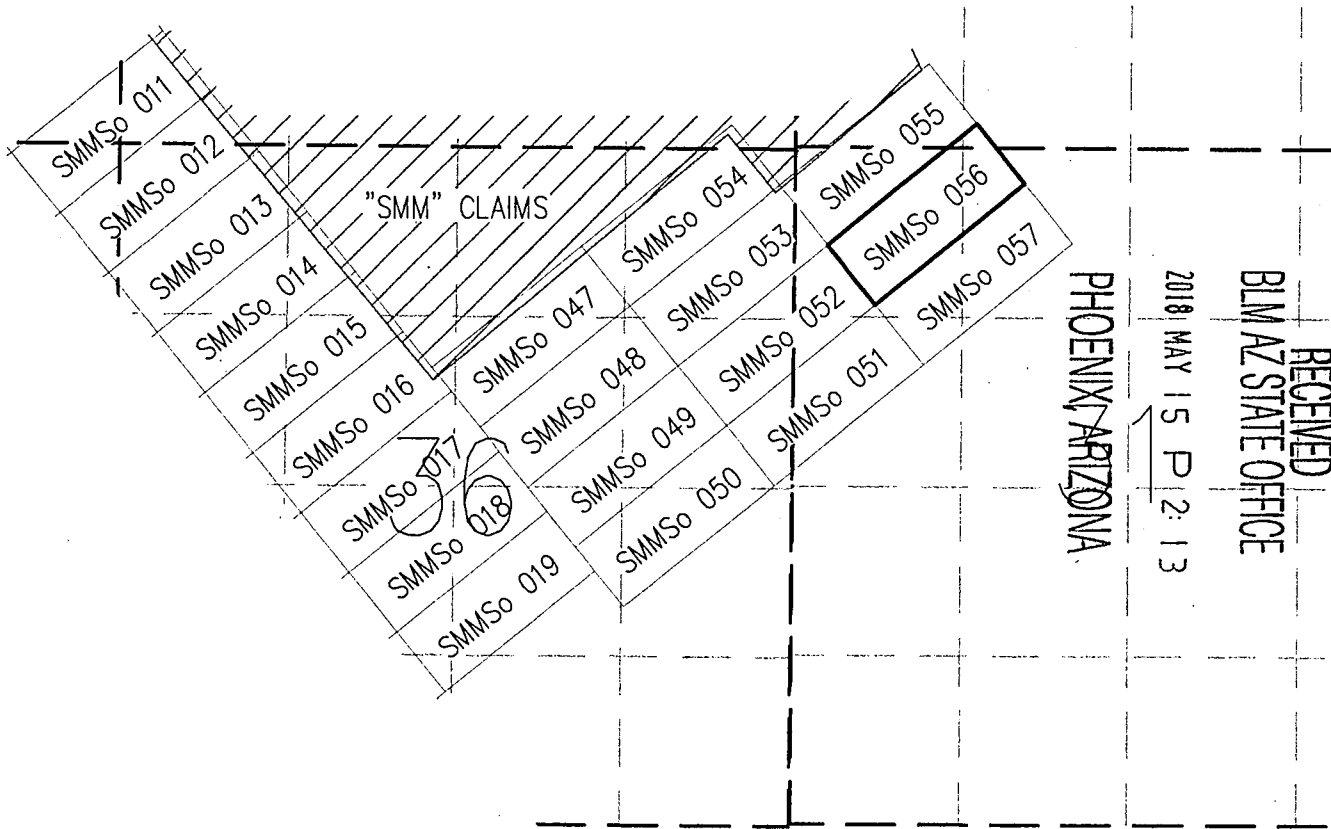 SMMSo 011
SMMSo 012
SMMSo 013
SMMSo 014
SMMSo 015
SMMSo 016
SMMSo 017
SMMSo 018
SMMSo 019
36
"SMM" CLAIMS
SMMSo 047
SMMSo 048
SMMSo 049
SMMSo 050
SMMSo 054
SMMSo 053
SMMSo 052
SMMSo 051
SMMSo 055
SMMSo 056
SMMSo 057
RECEIVED
BLM AZ STATE OFFICE
2018 MAY 15 P 2: 13
PHOENIX, ARIZONA